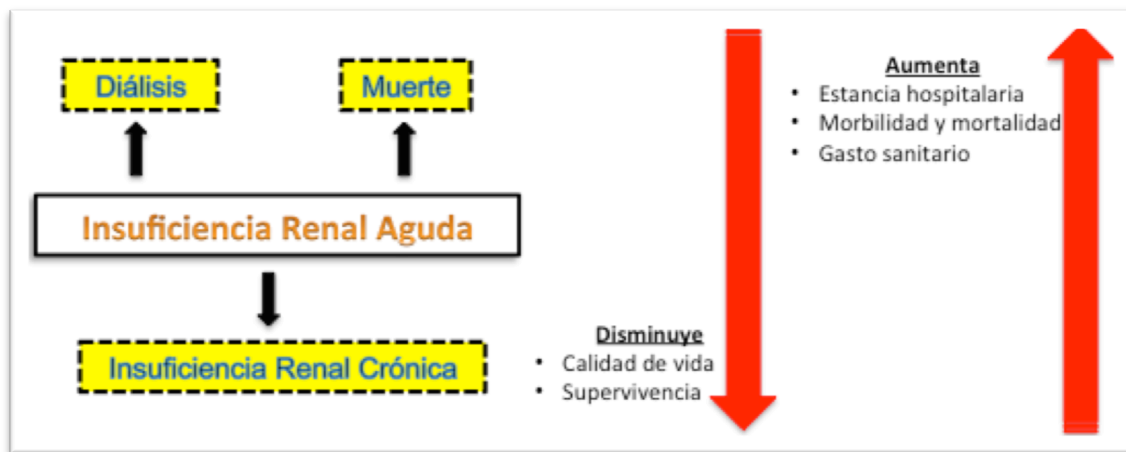 Diálisis
Muerte
Insuficiencia Renal Aguda
Insuficiencia Renal Crónica
Disminuye
• Calidad de vida
• Supervivencia
Aumenta
• Estancia hospitalaria
• Morbilidad y mortalidad
• Gasto sanitario